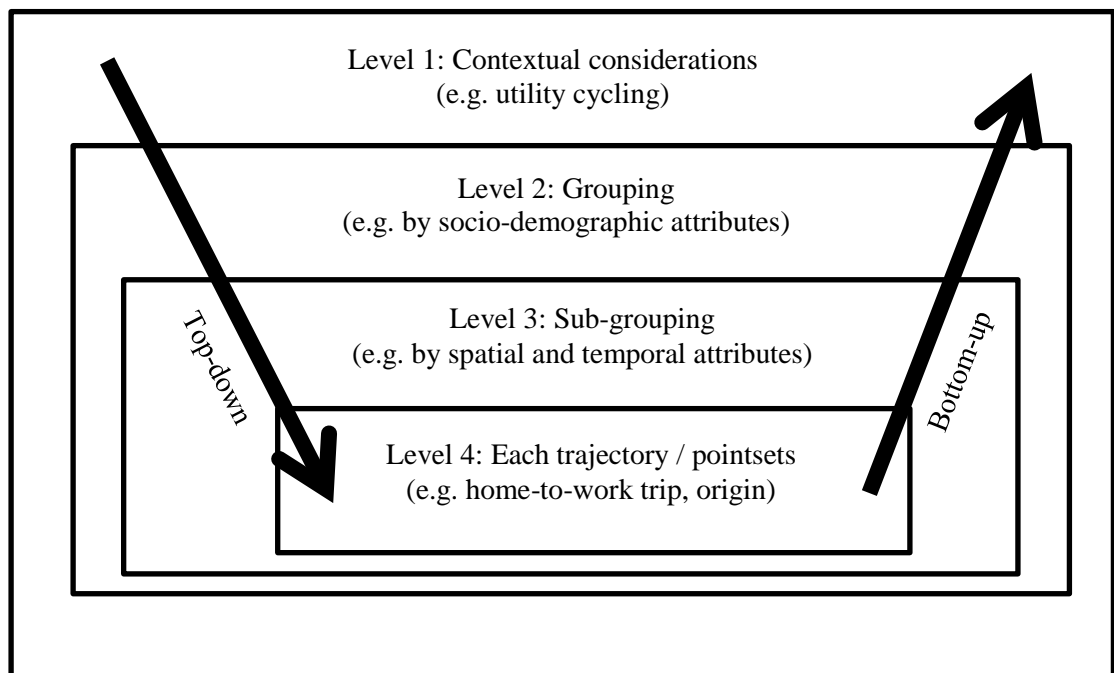 Level 1: Contextual considerations
(e.g. utility cycling)
Level 2: Grouping
(e.g. by socio-demographic attributes)
Level 3: Sub-grouping
(e.g. by spatial and temporal attributes)
Top-down
Bottom-up
Level 4: Each trajectory / pointsets
(e.g. home-to-work trip, origin)